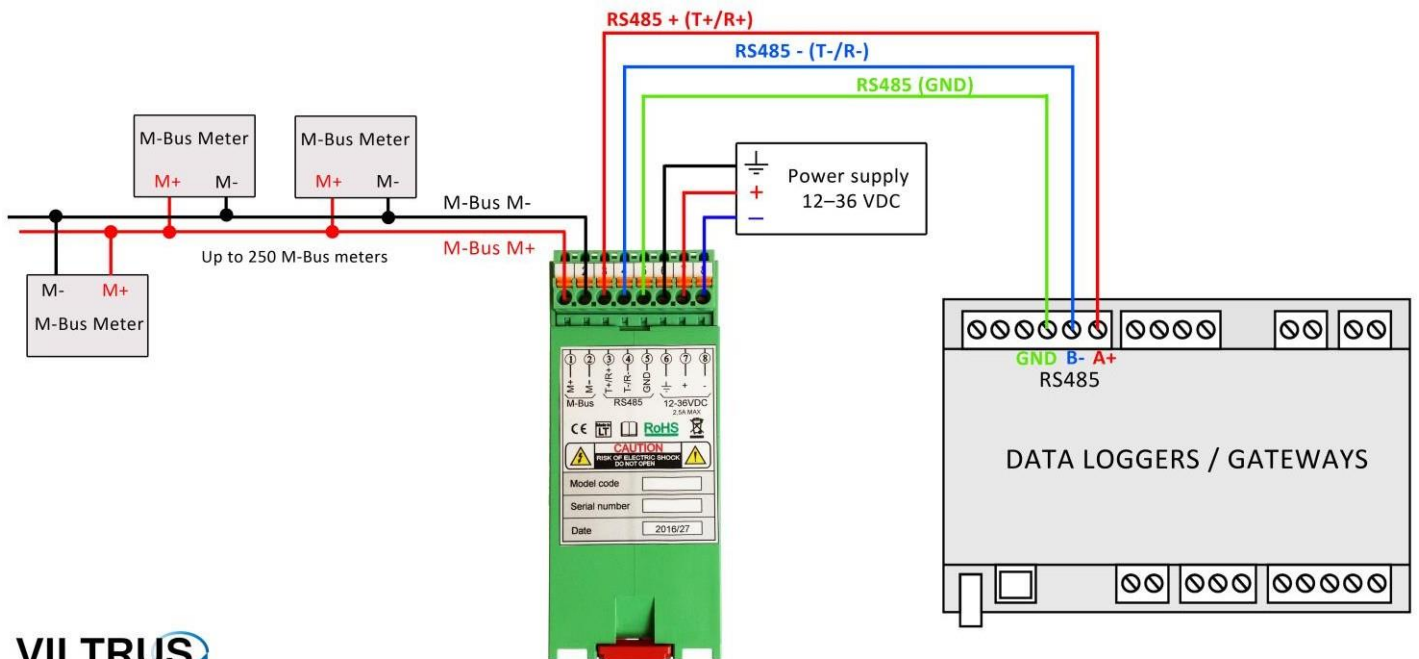 RS485 + (T+/R+)
RS485 - (T-/R-)
RS485 (GND)
M-Bus Meter
M+ M-
M-Bus Meter
M+ M-
M-Bus M-
M-Bus M+
Up to 250 M-Bus meters
M- M+
M-Bus Meter
Power supply
12–36 VDC
+
–
1 2 3 4 5 6 7 8
M+ M- T+/R+ T-/R- GND + -
M-Bus RS485 12-36VDC
2.5A MAX
CE LT RoHS
CAUTION
RISK OF ELECTRIC SHOCK
DO NOT OPEN
Model code
Serial number
Date 2016/27
GND B- A+
RS485
DATA LOGGERS / GATEWAYS
VILTRUS